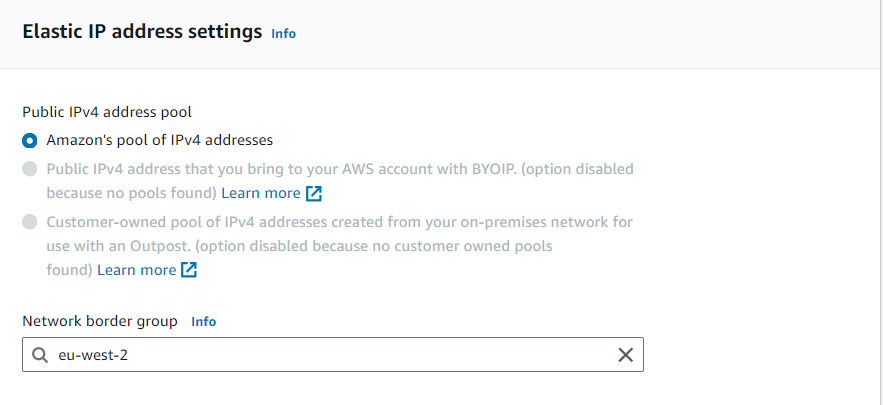 Elastic IP address settings Info
Public IPv4 address pool
Amazon's pool of IPv4 addresses
Public IPv4 address that you bring to your AWS account with BYOIP. (option disabled
because no pools found) Learn more
Customer-owned pool of IPv4 addresses created from your on-premises network for
use with an Outpost. (option disabled because no customer owned pools
found) Learn more
Network border group Info
eu-west-2